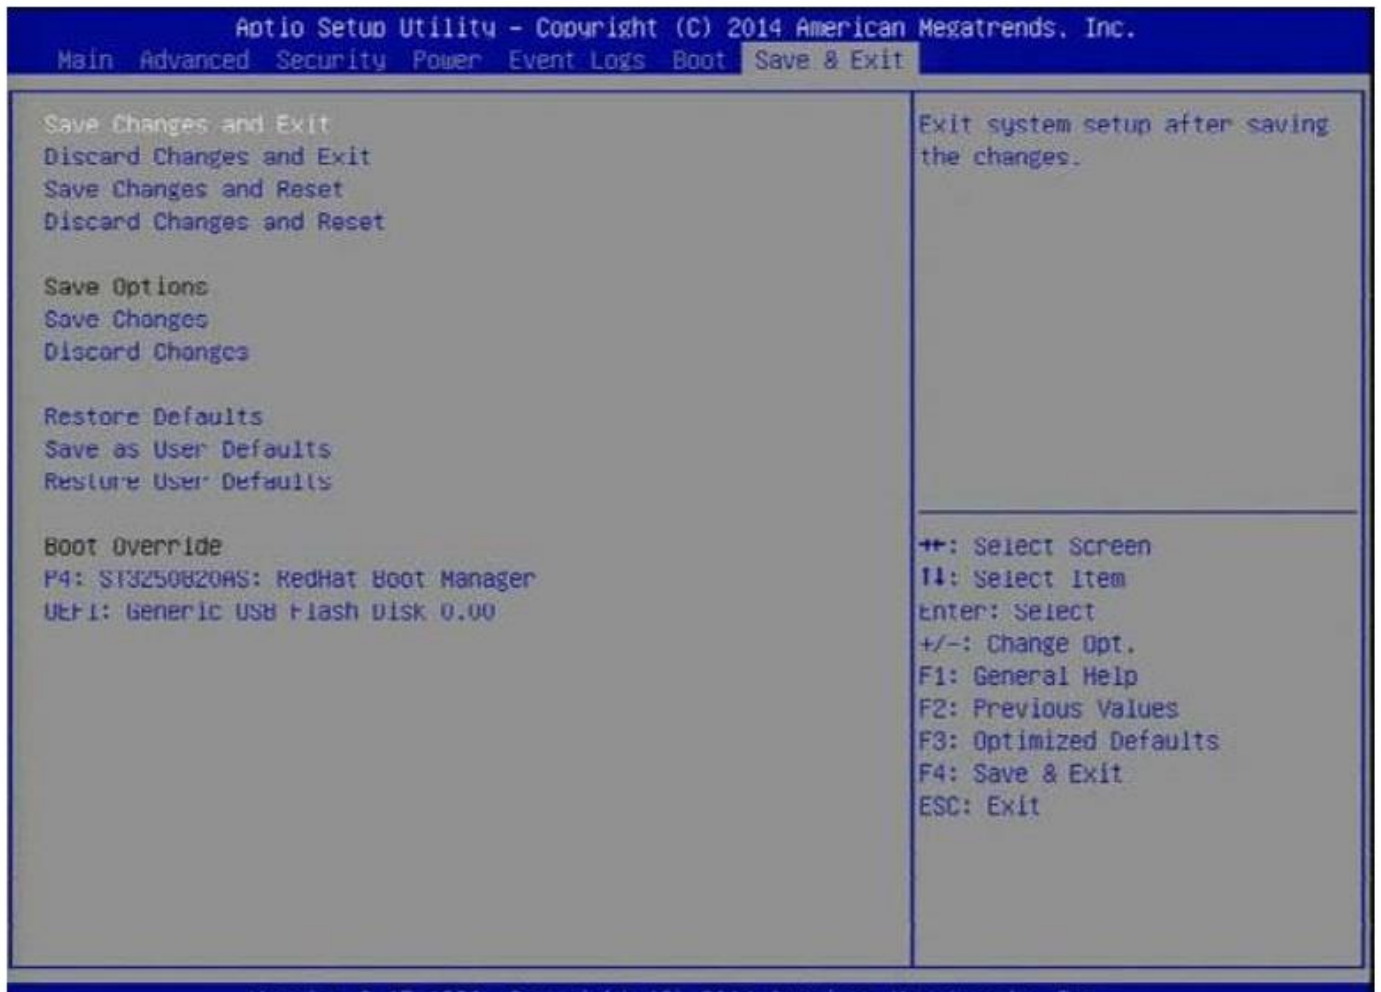 Aptio Setup Utility – Copyright (C) 2014 American Megatrends, Inc.
Main Advanced Security Power Event Logs Boot Save & Exit
Save Changes and Exit
Discard Changes and Exit
Save Changes and Reset
Discard Changes and Reset
Save Options
Save Changes
Discard Changes
Restore Defaults
Save as User Defaults
Restore User Defaults
Boot Override
P4: ST3250820AS: RedHat Boot Manager
UEFI: Generic USB Flash Disk 0.00
Exit system setup after saving
the changes.
→←: Select Screen
↑↓: Select Item
Enter: Select
+/-: Change Opt.
F1: General Help
F2: Previous Values
F3: Optimized Defaults
F4: Save & Exit
ESC: Exit